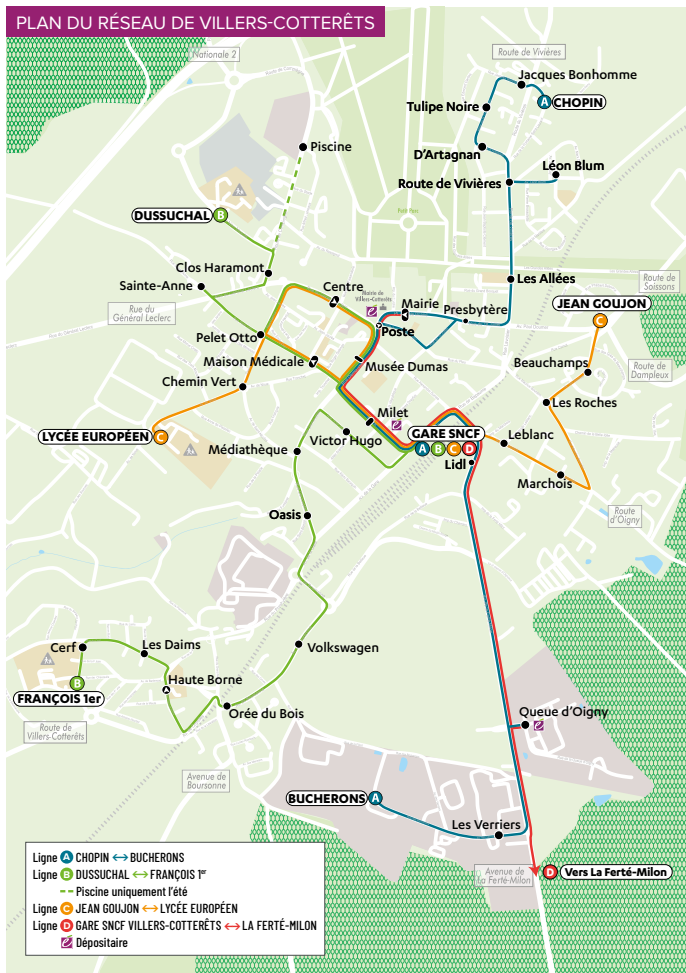 PLAN DU RÉSEAU DE VILLERS-COTTERÊTS
Nationale 2
Route de Vivières
Jacques Bonhomme
A CHOPIN
Tulipe Noire
Piscine
D'Artagnan
Léon Blum
Route de Vivières
DUSSUCHAL B
Petit Parc
Clos Haramont
Sainte-Anne
Les Allées
Route de
Soissons
Centre
Mairie de
Villers-Cotterêts
Mairie
Presbytère
JEAN GOUJON
C
Rue du
Général Leclerc
Poste
Pelet Otto
Maison Médicale
Musée Dumas
Beauchamps
Route de
Dampleux
Chemin Vert
Les Roches
Milet
LYCÉE EUROPÉEN C
Victor Hugo
GARE SNCF
A B C D
Leblanc
Médiathèque
Lidl
Marchois
Oasis
Route
d'Oigny
Cerf
Les Daims
Volkswagen
Haute Borne
B
FRANÇOIS 1er
Orée du Bois
Queue d'Oigny
Route de
Villers-Cotterêts
Avenue de
Boursonne
BUCHERONS A
Les Verriers
Avenue de
La Ferté-Milon
D Vers La Ferté-Milon
Ligne A CHOPIN ↔ BUCHERONS
Ligne B DUSSUCHAL ↔ FRANÇOIS 1er
Piscine uniquement l'été
Ligne C JEAN GOUJON ↔ LYCÉE EUROPÉEN
Ligne D GARE SNCF VILLERS-COTTERÊTS ↔ LA FERTÉ-MILON
Dépositaire